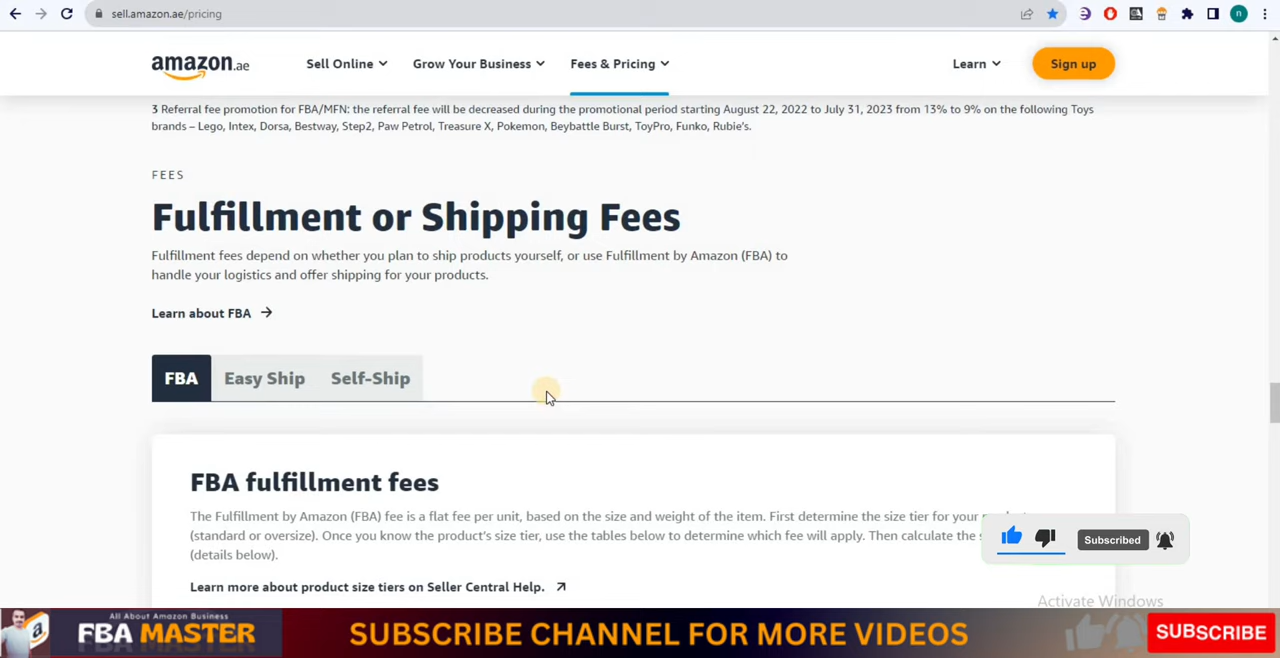 sell.amazon.ae/pricing
n
amazon.ae
Sell Online
Grow Your Business
Fees & Pricing
Learn
Sign up
3 Referral fee promotion for FBA/MFN: the referral fee will be decreased during the promotional period starting August 22, 2022 to July 31, 2023 from 13% to 9% on the following Toys
brands – Lego, Intex, Dorsa, Bestway, Step2, Paw Petrol, Treasure X, Pokemon, Beybattle Burst, ToyPro, Funko, Rubie's.
FEES
Fulfillment or Shipping Fees
Fulfillment fees depend on whether you plan to ship products yourself, or use Fulfillment by Amazon (FBA) to
handle your logistics and offer shipping for your products.
Learn about FBA →
FBA
Easy Ship
Self-Ship
FBA fulfillment fees
The Fulfillment by Amazon (FBA) fee is a flat fee per unit, based on the size and weight of the item. First determine the size tier for your
(standard or oversize). Once you know the product's size tier, use the tables below to determine which fee will apply. Then calculate the
(details below).
Learn more about product size tiers on Seller Central Help.
Subscribed
Activate Windows
All About Amazon Business
FBA MASTER
SUBSCRIBE CHANNEL FOR MORE VIDEOS
SUBSCRIBE